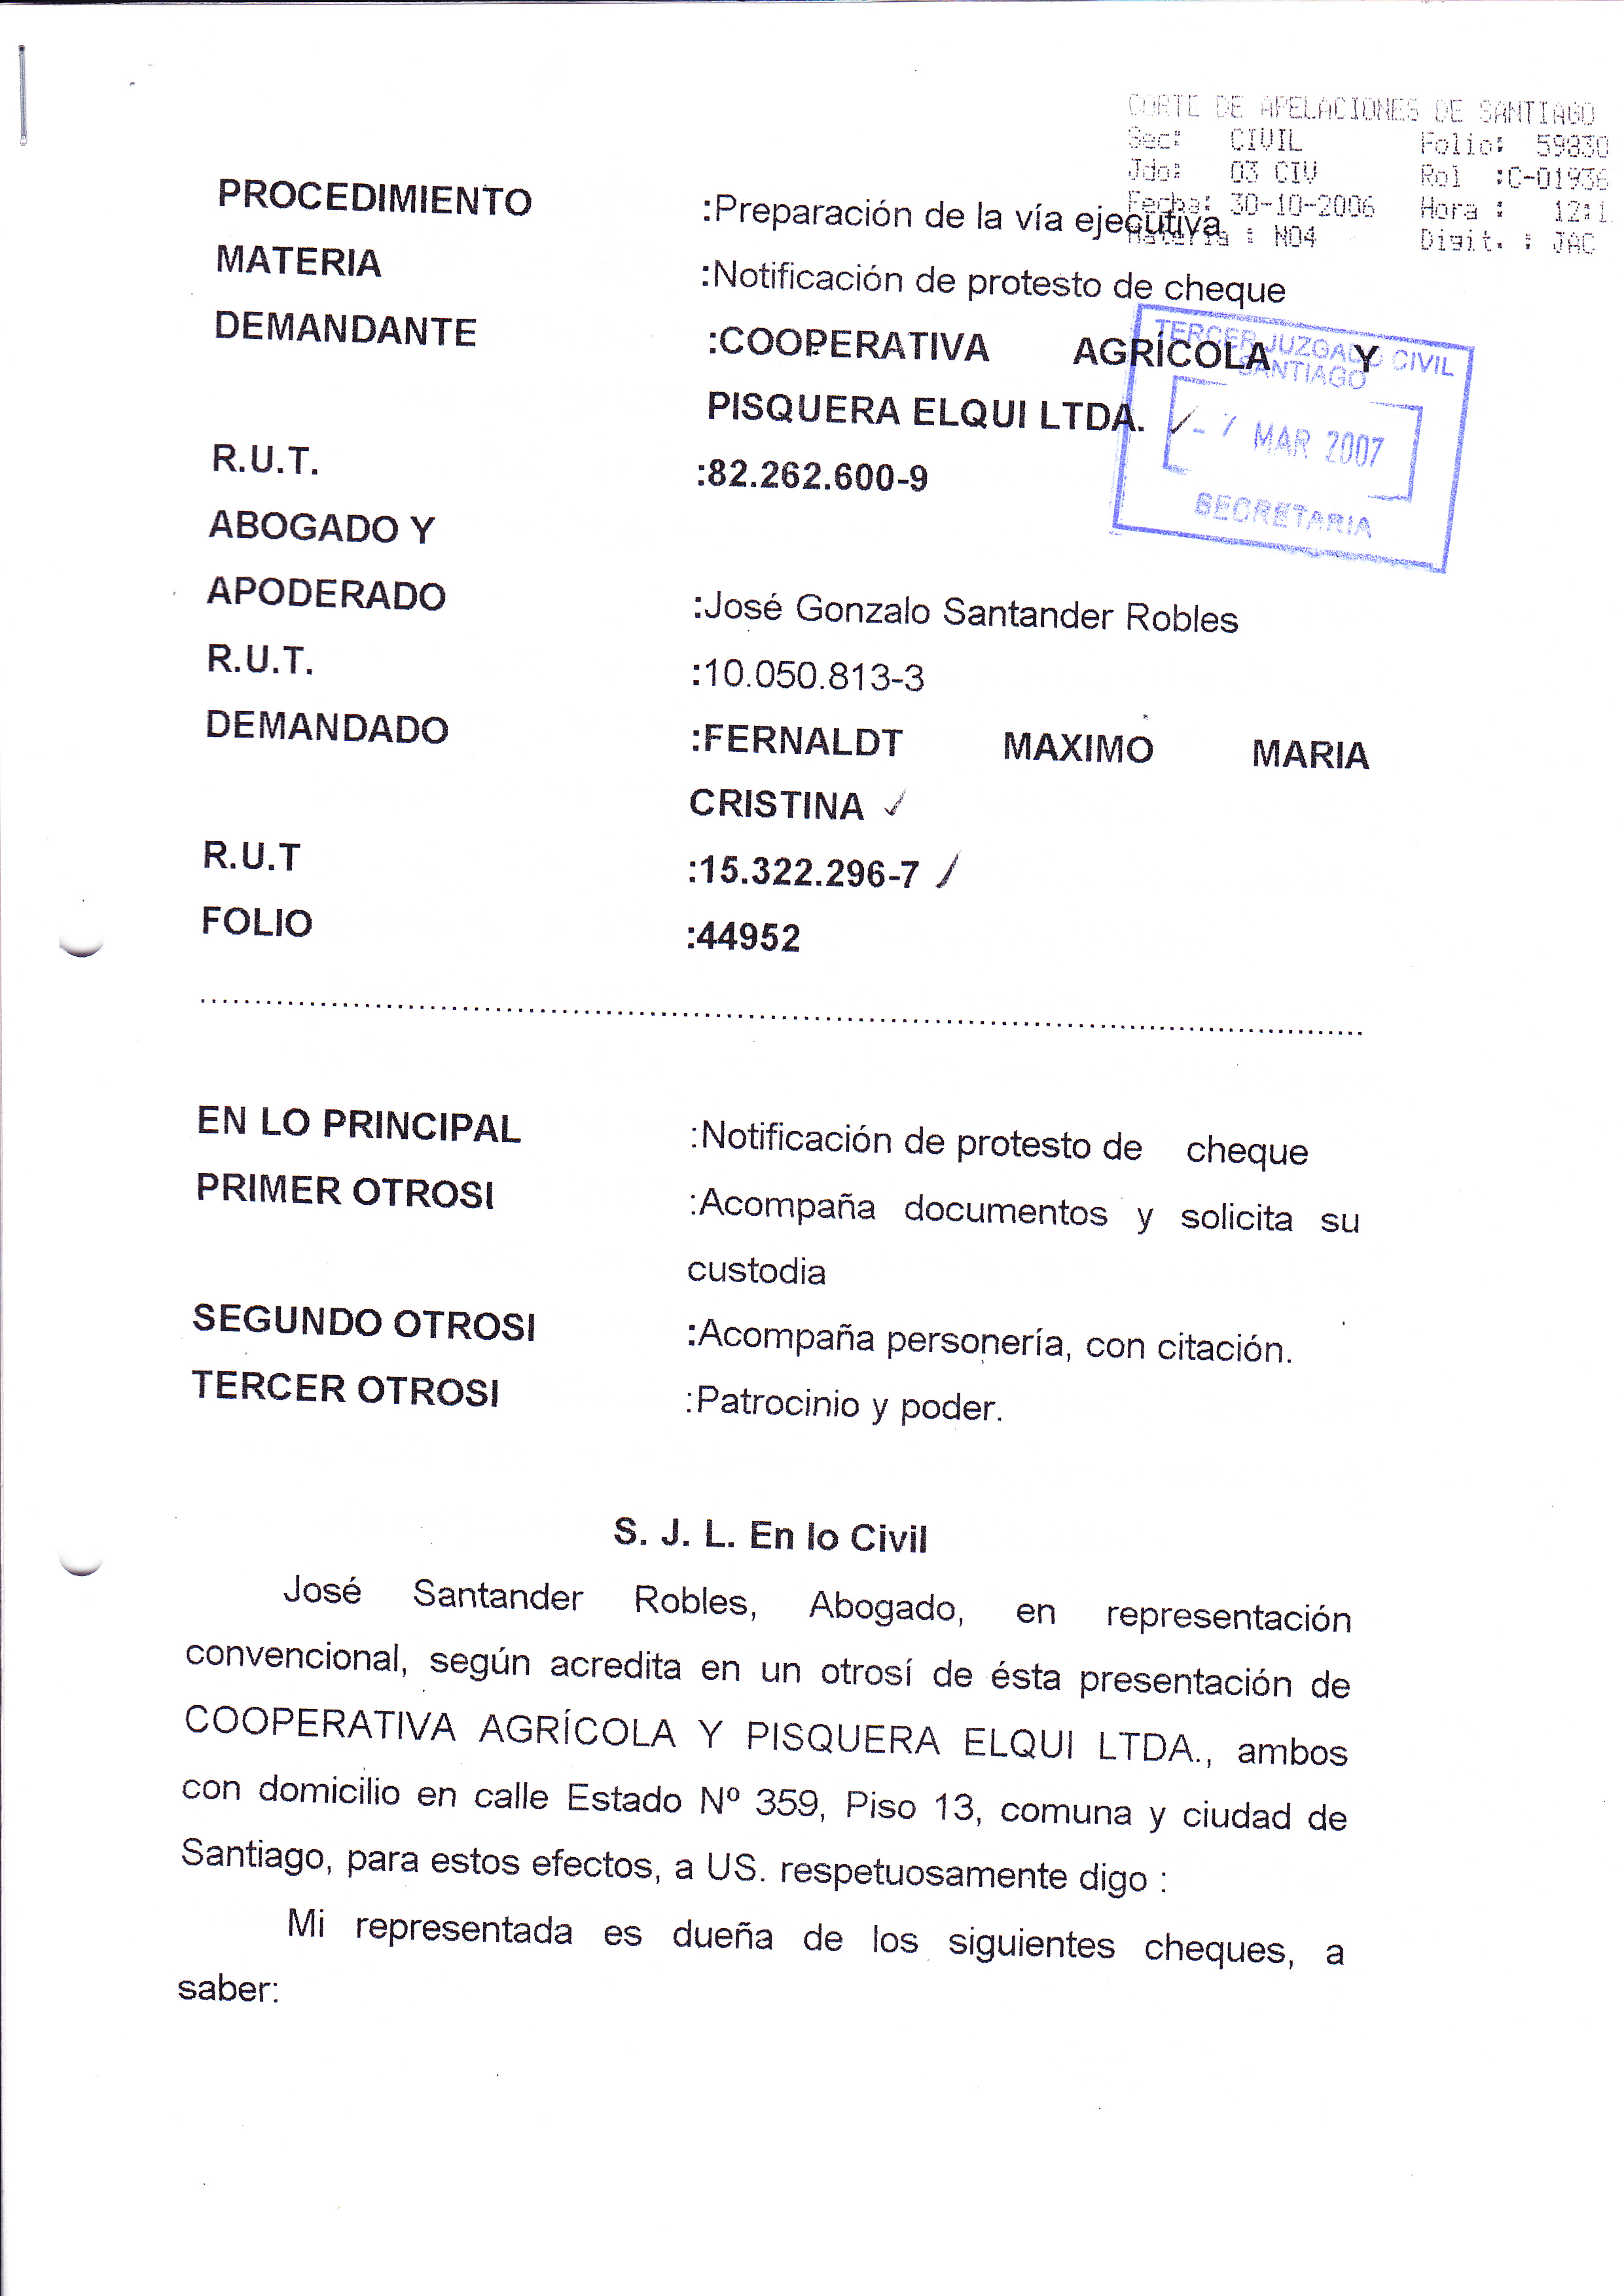 CORTE DE APELACIONES DE SANTIAGO
Sec: CIVIL Folio: 59830
Jdo: 03 CIV Rol :C-01936
Fecha: 30-10-2006 Hora : 12:1
Materia : N04 Digit. : JAC
PROCEDIMIENTO :Preparación de la vía ejecutiva
MATERIA :Notificación de protesto de cheque
DEMANDANTE :COOPERATIVA AGRÍCOLA Y
PISQUERA ELQUI LTDA.
TERCER JUZGADO CIVIL
SANTIAGO
- 7 MAR 2007
SECRETARIA
R.U.T. :82.262.600-9
ABOGADO Y
APODERADO :José Gonzalo Santander Robles
R.U.T. :10.050.813-3
DEMANDADO :FERNALDT MAXIMO MARIA
CRISTINA
R.U.T :15.322.296-7
FOLIO :44952
EN LO PRINCIPAL :Notificación de protesto de cheque
PRIMER OTROSI :Acompaña documentos y solicita su
custodia
SEGUNDO OTROSI :Acompaña personería, con citación.
TERCER OTROSI :Patrocinio y poder.
S. J. L. En lo Civil
José Santander Robles, Abogado, en representación
convencional, según acredita en un otrosí de ésta presentación de
COOPERATIVA AGRÍCOLA Y PISQUERA ELQUI LTDA., ambos
con domicilio en calle Estado Nº 359, Piso 13, comuna y ciudad de
Santiago, para estos efectos, a US. respetuosamente digo :
Mi representada es dueña de los siguientes cheques, a
saber: